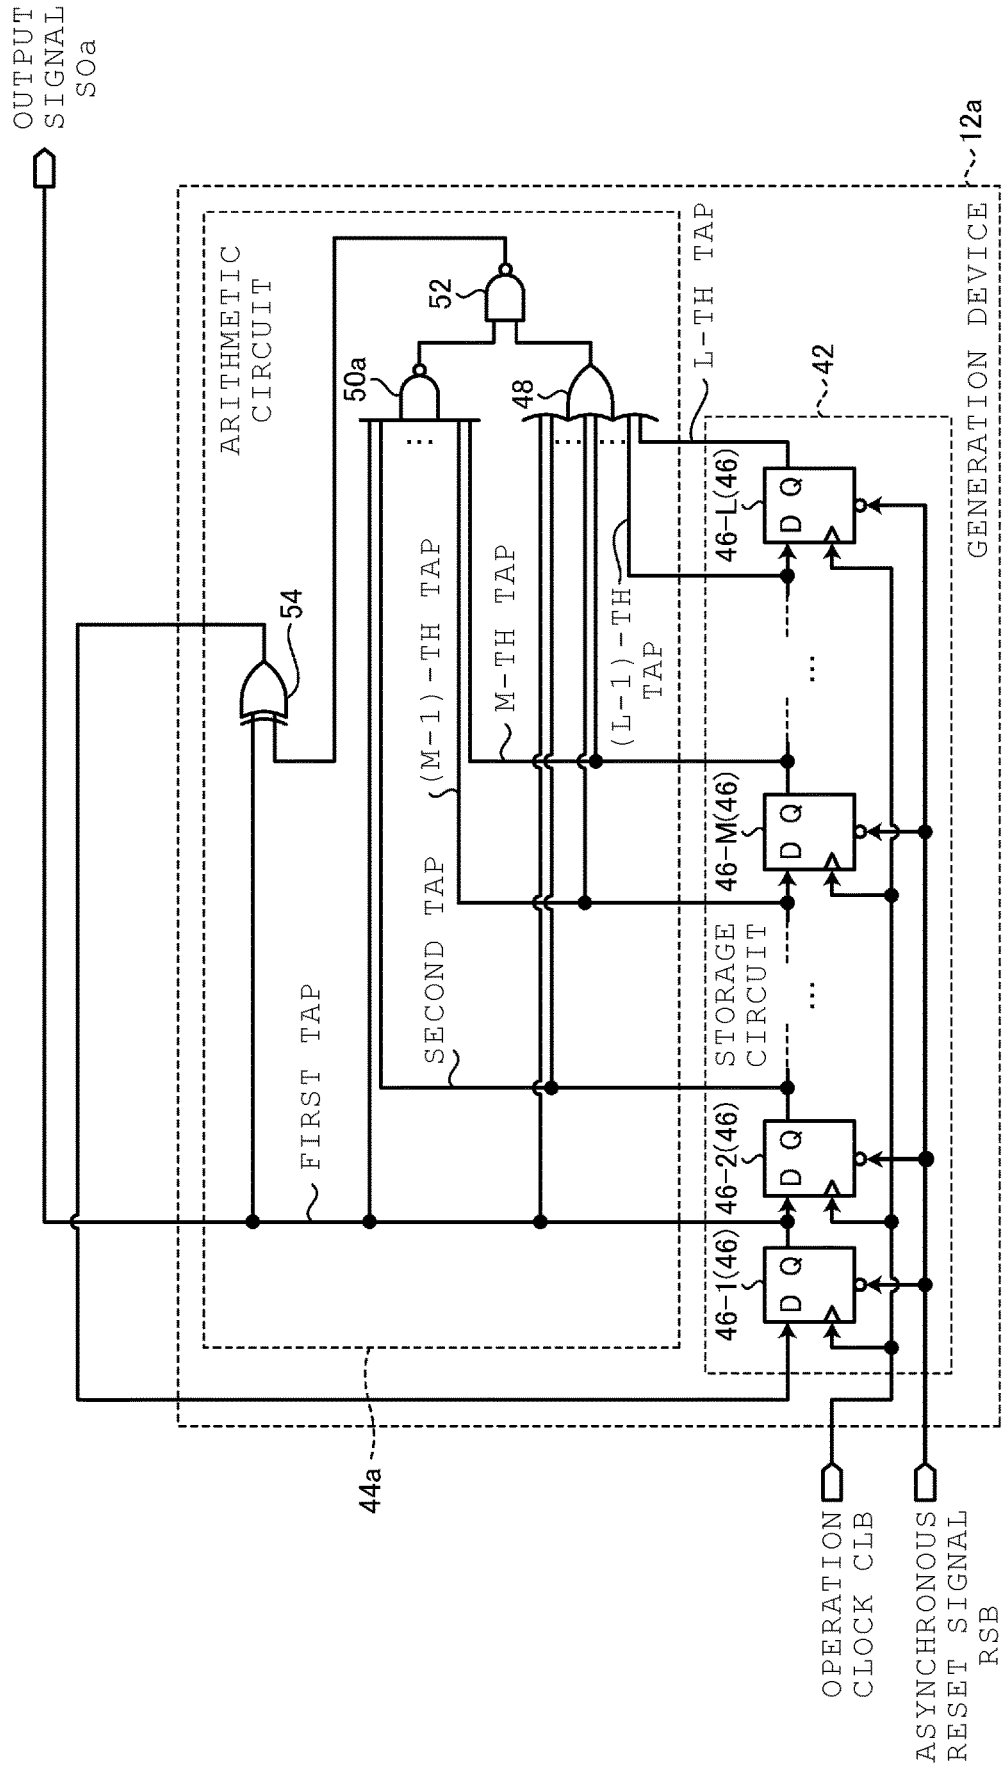 OUTPUT
SIGNAL
SOa
ARITHMETIC
CIRCUIT
54
52
50a
48
FIRST TAP
SECOND TAP
(M-1)-TH TAP
M-TH TAP
(L-1)-TH
TAP
L-TH TAP
44a
42
12a
46-1(46)
46-2(46)
46-M(46)
46-L(46)
D Q
D Q
D Q
D Q
STORAGE
CIRCUIT
...
...
...
...
...
GENERATION DEVICE
OPERATION
CLOCK CLB
ASYNCHRONOUS
RESET SIGNAL
RSB